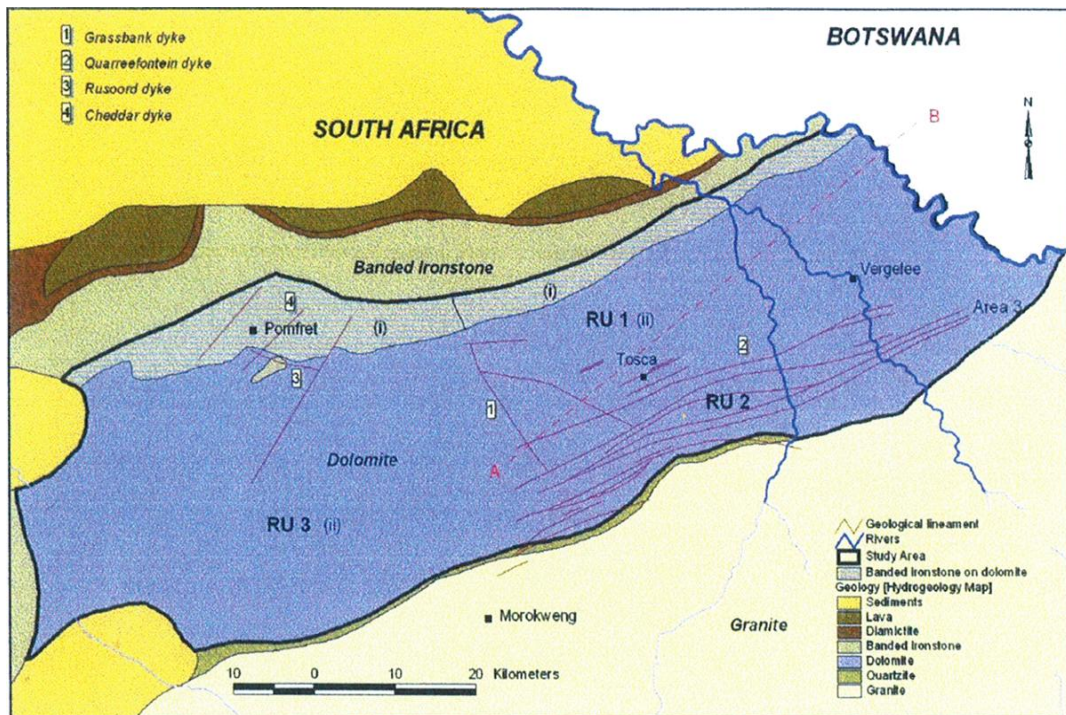 1 Grassbank dyke
2 Quarreefontein dyke
3 Rusoord dyke
4 Cheddar dyke
BOTSWANA
SOUTH AFRICA
N
B
Banded Ironstone
Vergelee
4
(i)
Pomfret
(i)
RU 1 (ii)
Area 3
2
Tosca
3
RU 2
1
Dolomite
A
RU 3 (ii)
Morokweng
Granite
10 0 10 20 Kilometers
Geological lineament
Rivers
Study Area
Banded Ironstone on dolomite
Geology [Hydrogeology Map]
Sediments
Lava
Diamictite
Banded Ironstone
Dolomite
Quartzite
Granite